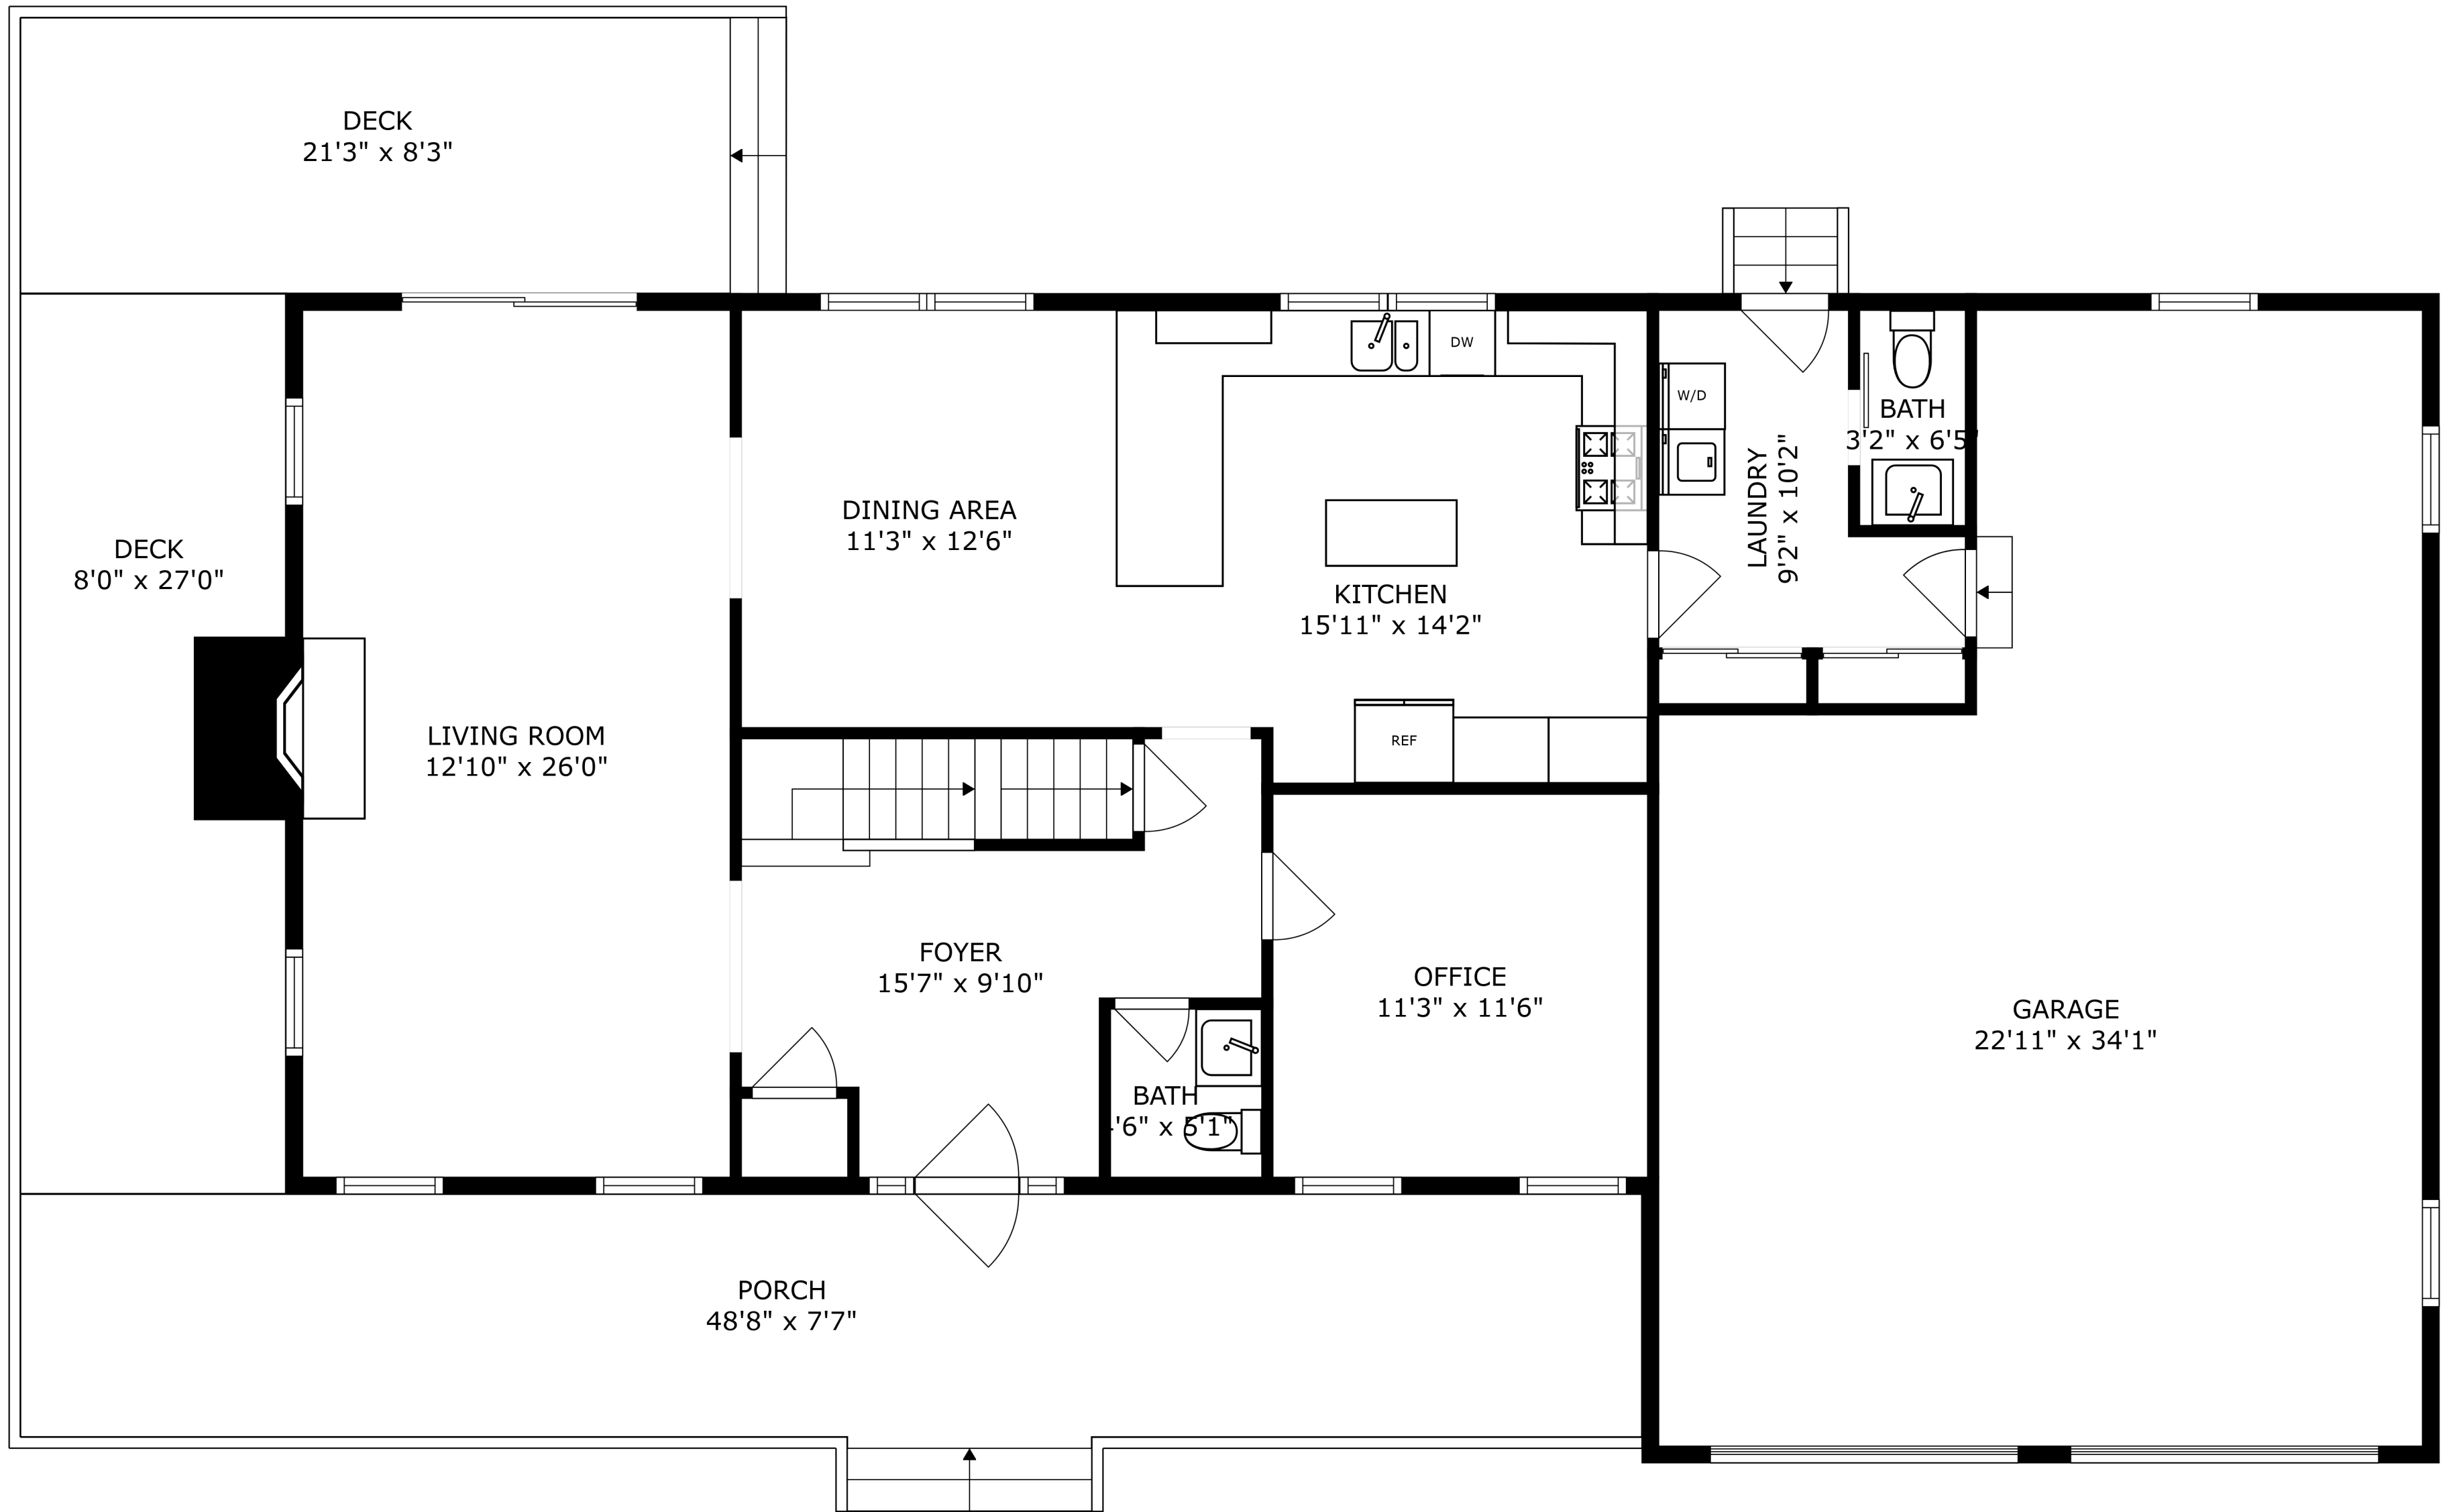 DECK
21'3" x 8'3"
DW
W/D
BATH
3'2" x 6'5"
LAUNDRY
9'2" x 10'2"
DINING AREA
11'3" x 12'6"
DECK
8'0" x 27'0"
KITCHEN
15'11" x 14'2"
LIVING ROOM
12'10" x 26'0"
REF
FOYER
15'7" x 9'10"
OFFICE
11'3" x 11'6"
GARAGE
22'11" x 34'1"
BATH
'6" x 5'1"
PORCH
48'8" x 7'7"